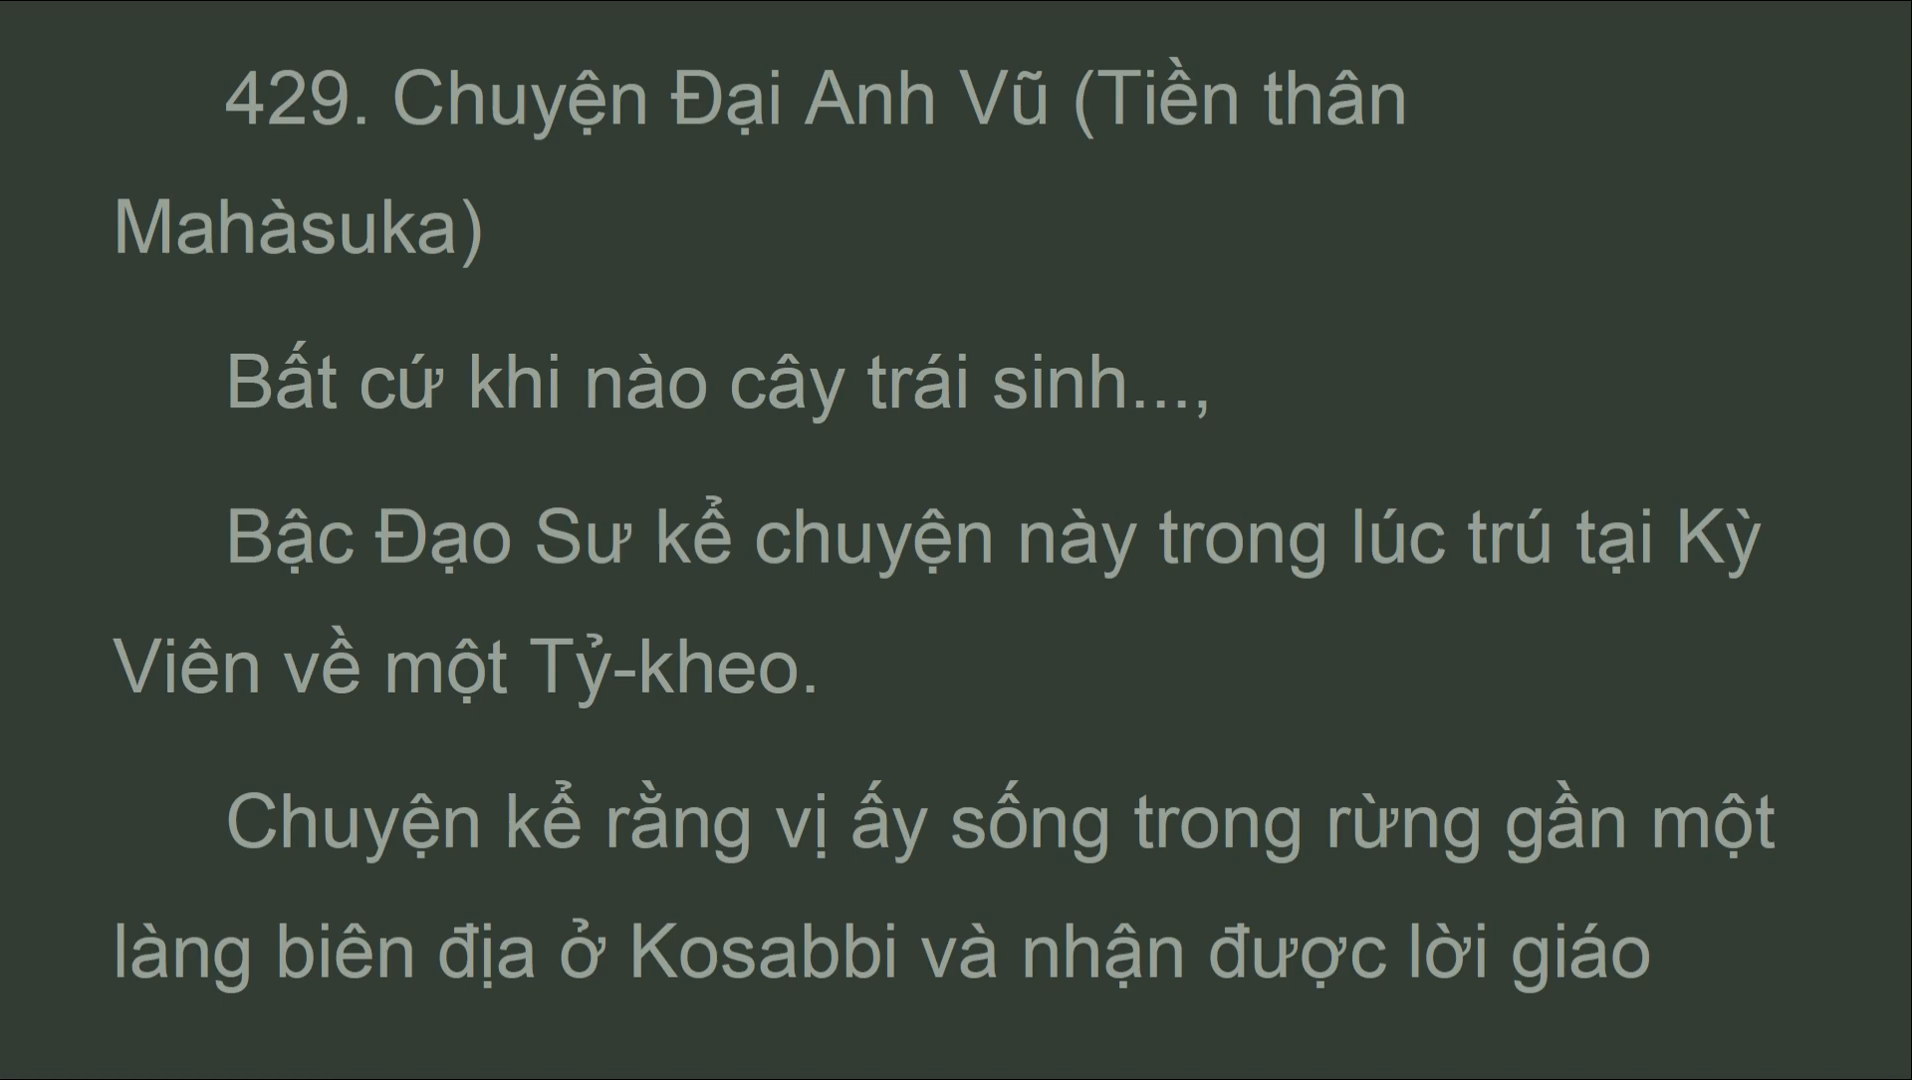 429. Chuyện Đại Anh Vũ (Tiền thân
Mahàsuka)
Bất cứ khi nào cây trái sinh...,
Bậc Đạo Sư kể chuyện này trong lúc trú tại Kỳ
Viên về một Tỷ-kheo.
Chuyện kể rằng vị ấy sống trong rừng gần một
làng biên địa ở Kosabbi và nhận được lời giáo